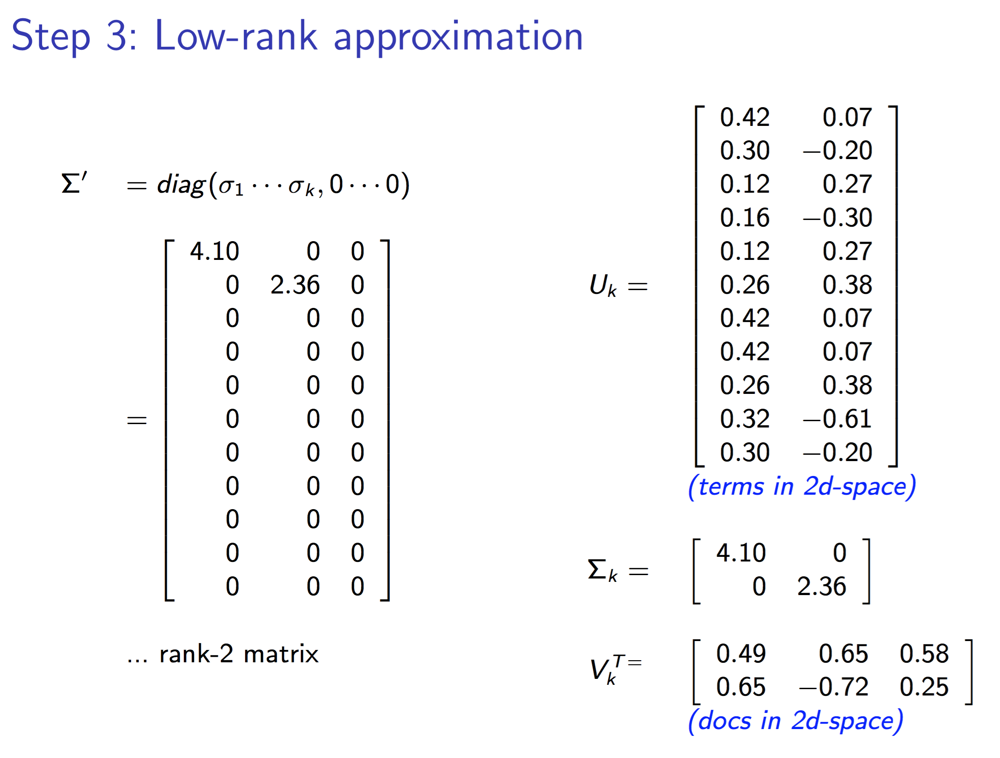 Step 3: Low-rank approximation
Σ′ = diag(σ1 ⋯ σk, 0 ⋯ 0)
=
4.10 0 0
0 2.36 0
0 0 0
0 0 0
0 0 0
0 0 0
0 0 0
0 0 0
0 0 0
0 0 0
0 0 0
... rank-2 matrix
Uk =
0.42 0.07
0.30 −0.20
0.12 0.27
0.16 −0.30
0.12 0.27
0.26 0.38
0.42 0.07
0.42 0.07
0.26 0.38
0.32 −0.61
0.30 −0.20
(terms in 2d-space)
Σk =
4.10 0
0 2.36
VkT=
0.49 0.65 0.58
0.65 −0.72 0.25
(docs in 2d-space)